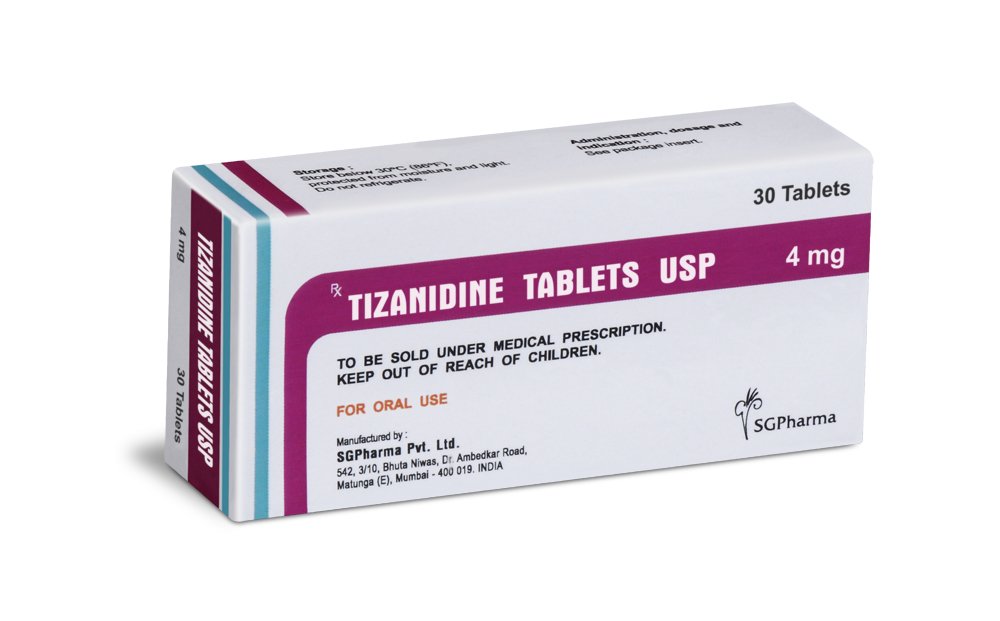 Storage :
Store below 30ºC (86ºF),
protected from moisture and light.
Do not refrigerate.
Administration, dosage and
indication :
See package insert.
30 Tablets
Rx TIZANIDINE TABLETS USP 4 mg
TO BE SOLD UNDER MEDICAL PRESCRIPTION.
KEEP OUT OF REACH OF CHILDREN.
FOR ORAL USE
Manufactured by :
SGPharma Pvt. Ltd.
542, 3/10, Bhuta Niwas, Dr. Ambedkar Road,
Matunga (E), Mumbai - 400 019. INDIA
SGPharma
4 mg
TIZANIDINE TABLETS USP
30 Tablets